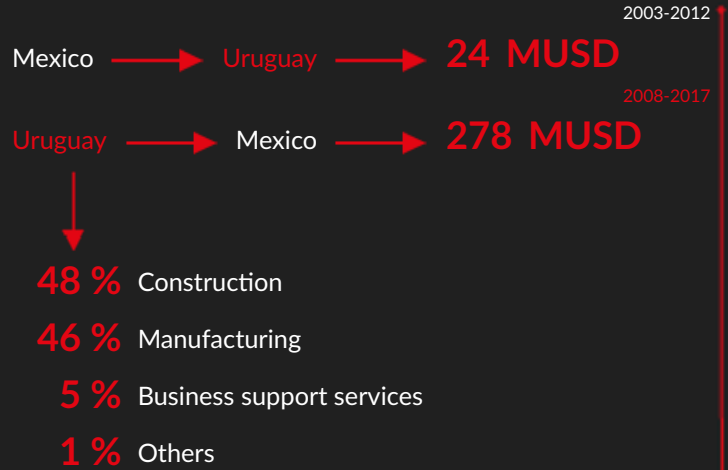 2003-2012
Mexico Uruguay 24 MUSD
2008-2017
Uruguay Mexico 278 MUSD
48 % Construction
46 % Manufacturing
5 % Business support services
1 % Others